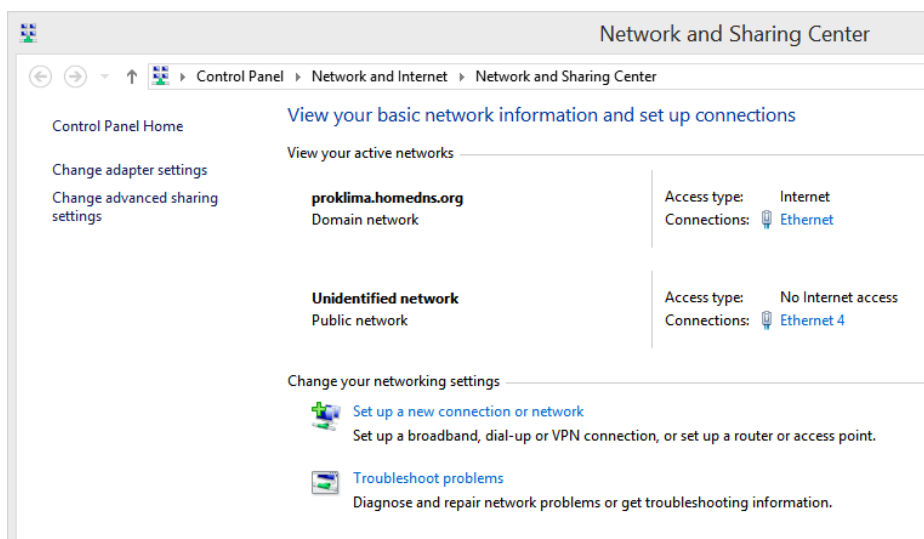 Network and Sharing Center
Control Panel Network and Internet Network and Sharing Center
Control Panel Home
Change adapter settings
Change advanced sharing
settings
View your basic network information and set up connections
View your active networks
proklima.homedns.org
Domain network
Access type: Internet
Connections: Ethernet
Unidentified network
Public network
Access type: No Internet access
Connections: Ethernet 4
Change your networking settings
Set up a new connection or network
Set up a broadband, dial-up or VPN connection, or set up a router or access point.
Troubleshoot problems
Diagnose and repair network problems or get troubleshooting information.